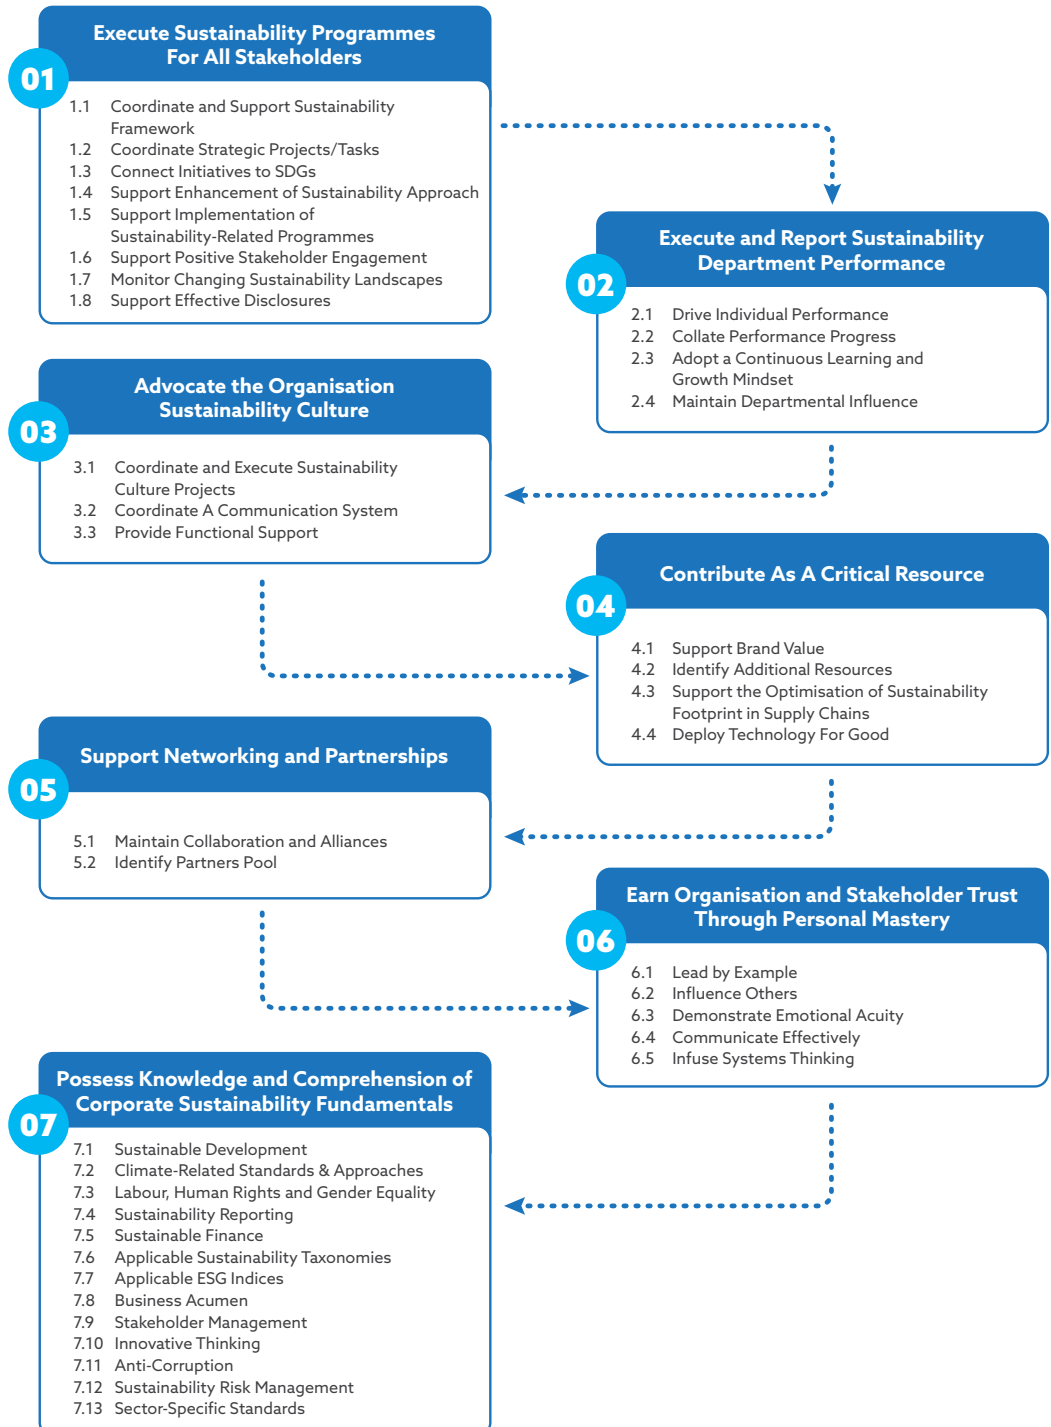 Execute Sustainability Programmes
For All Stakeholders
01
1.1 Coordinate and Support Sustainability
Framework
1.2 Coordinate Strategic Projects/Tasks
1.3 Connect Initiatives to SDGs
1.4 Support Enhancement of Sustainability Approach
1.5 Support Implementation of
Sustainability-Related Programmes
1.6 Support Positive Stakeholder Engagement
1.7 Monitor Changing Sustainability Landscapes
1.8 Support Effective Disclosures
Execute and Report Sustainability
Department Performance
02
2.1 Drive Individual Performance
2.2 Collate Performance Progress
2.3 Adopt a Continuous Learning and
Growth Mindset
2.4 Maintain Departmental Influence
Advocate the Organisation
Sustainability Culture
03
3.1 Coordinate and Execute Sustainability
Culture Projects
3.2 Coordinate A Communication System
3.3 Provide Functional Support
Contribute As A Critical Resource
04
4.1 Support Brand Value
4.2 Identify Additional Resources
4.3 Support the Optimisation of Sustainability
Footprint in Supply Chains
4.4 Deploy Technology For Good
Support Networking and Partnerships
05
5.1 Maintain Collaboration and Alliances
5.2 Identify Partners Pool
Earn Organisation and Stakeholder Trust
Through Personal Mastery
06
6.1 Lead by Example
6.2 Influence Others
6.3 Demonstrate Emotional Acuity
6.4 Communicate Effectively
6.5 Infuse Systems Thinking
Possess Knowledge and Comprehension of
Corporate Sustainability Fundamentals
07
7.1 Sustainable Development
7.2 Climate-Related Standards & Approaches
7.3 Labour, Human Rights and Gender Equality
7.4 Sustainability Reporting
7.5 Sustainable Finance
7.6 Applicable Sustainability Taxonomies
7.7 Applicable ESG Indices
7.8 Business Acumen
7.9 Stakeholder Management
7.10 Innovative Thinking
7.11 Anti-Corruption
7.12 Sustainability Risk Management
7.13 Sector-Specific Standards